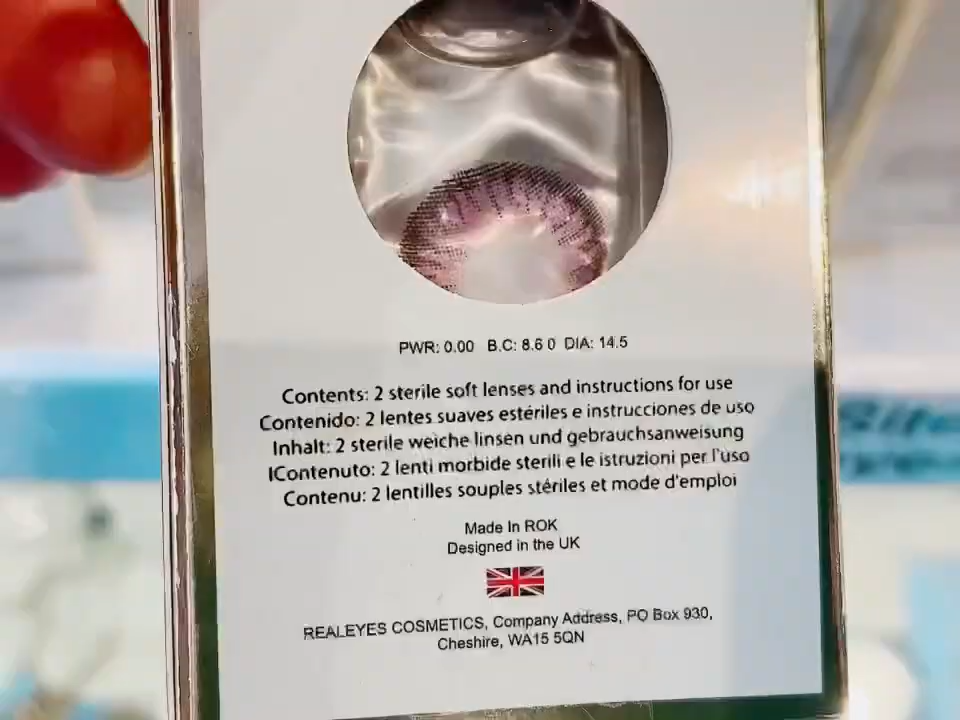 PWR: 0.00 B.C: 8.6 0 DIA: 14.5
Contents: 2 sterile soft lenses and instructions for use
Contenido: 2 lentes suaves estériles e instrucciones de uso
Inhalt: 2 sterile weiche linsen und gebrauchsanweisung
IContenuto: 2 lenti morbide sterili e le istruzioni per l'uso
Contenu: 2 lentilles souples stériles et mode d'emploi
Made In ROK
Designed in the UK
REALEYES COSMETICS, Company Address, PO Box 930,
Cheshire, WA15 5QN